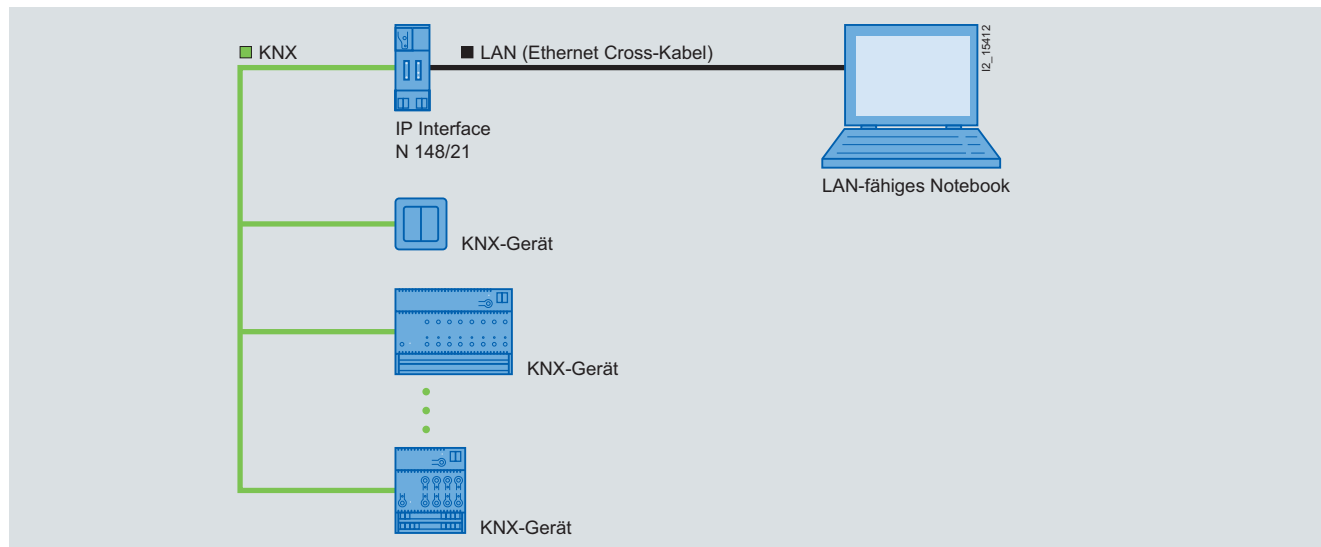 KNX
LAN (Ethernet Cross-Kabel)
I2_15412
IP Interface
N 148/21
LAN-fähiges Notebook
KNX-Gerät
KNX-Gerät
KNX-Gerät